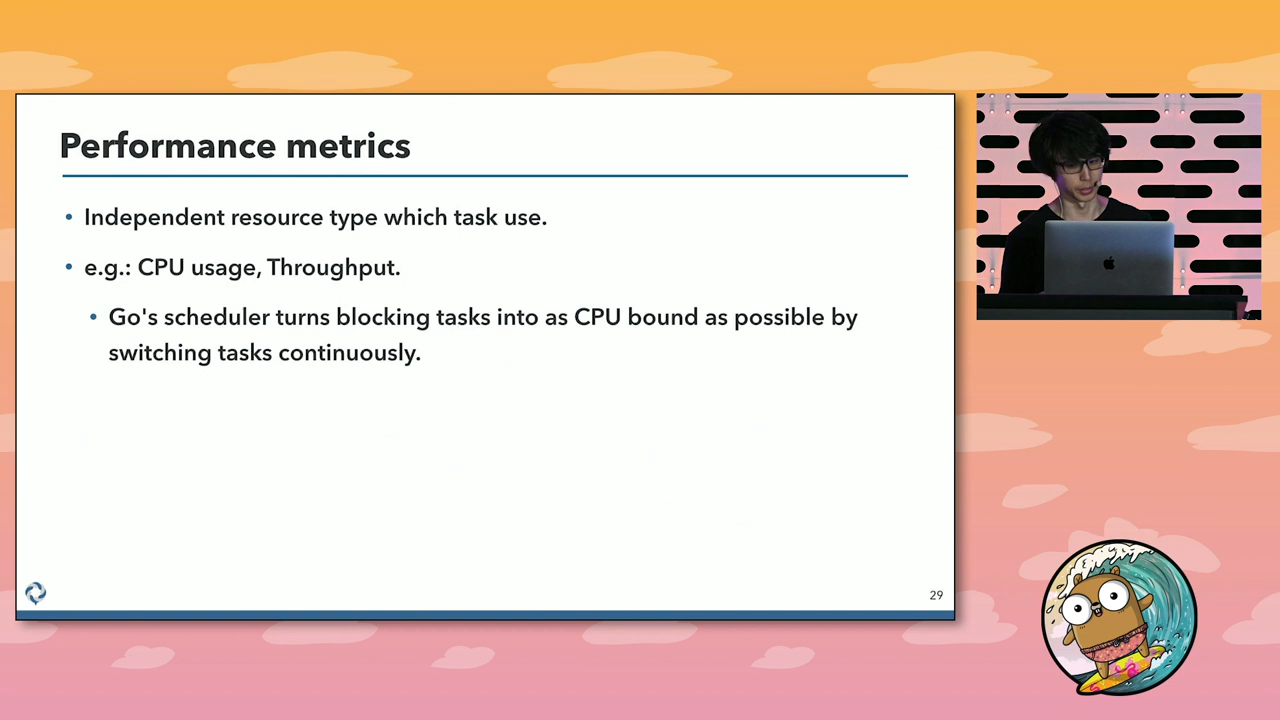 Performance metrics
• Independent resource type which task use.
• e.g.: CPU usage, Throughput.
• Go's scheduler turns blocking tasks into as CPU bound as possible by
switching tasks continuously.
29